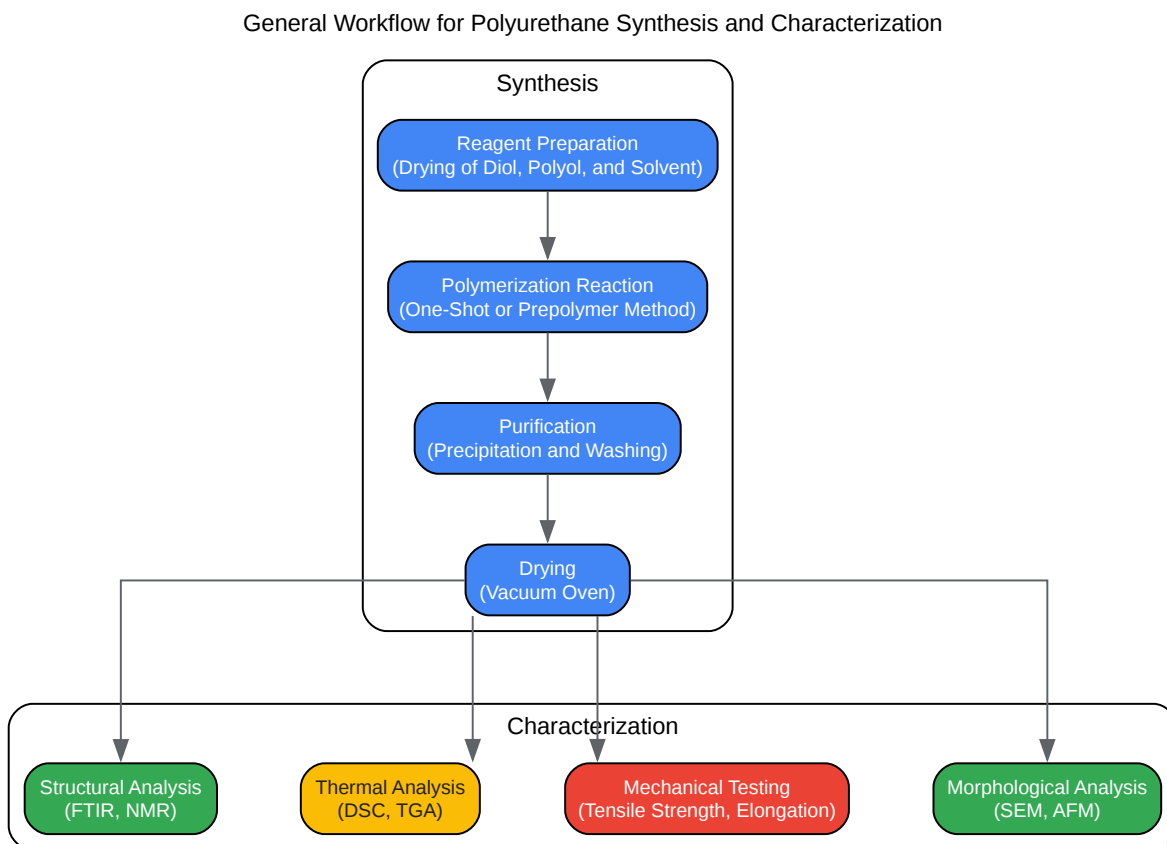 General Workflow for Polyurethane Synthesis and Characterization
Synthesis
Reagent Preparation
(Drying of Diol, Polyol, and Solvent)
Polymerization Reaction
(One-Shot or Prepolymer Method)
Purification
(Precipitation and Washing)
Drying
(Vacuum Oven)
Characterization
Structural Analysis
(FTIR, NMR)
Thermal Analysis
(DSC, TGA)
Mechanical Testing
(Tensile Strength, Elongation)
Morphological Analysis
(SEM, AFM)